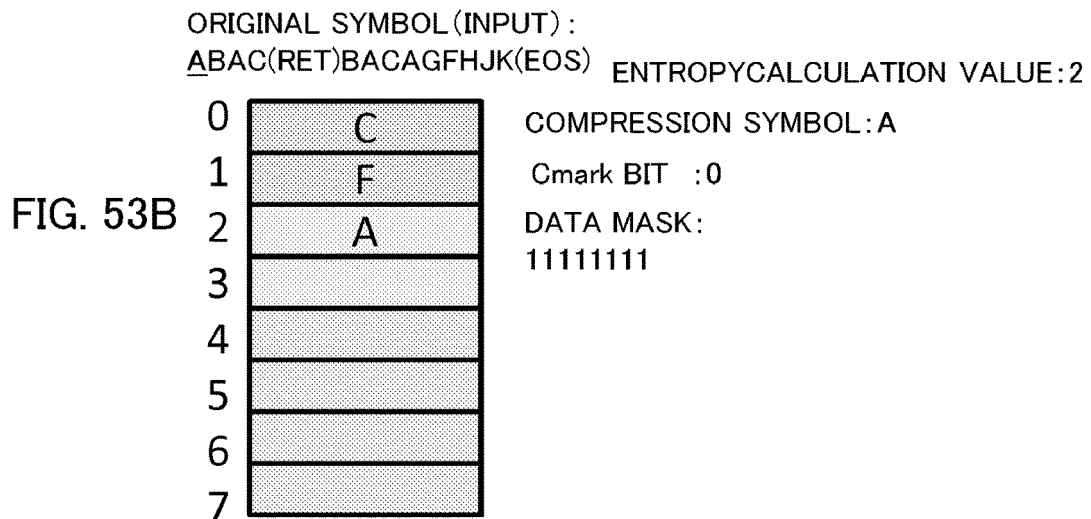 ORIGINAL SYMBOL(INPUT):
ABAC(RET)BACAGFHJK(EOS)
ENTROPYCALCULATION VALUE:2
0 C
COMPRESSION SYMBOL:A
1 F
Cmark BIT :0
FIG. 53B
2 A
DATA MASK:
11111111
3
4
5
6
7